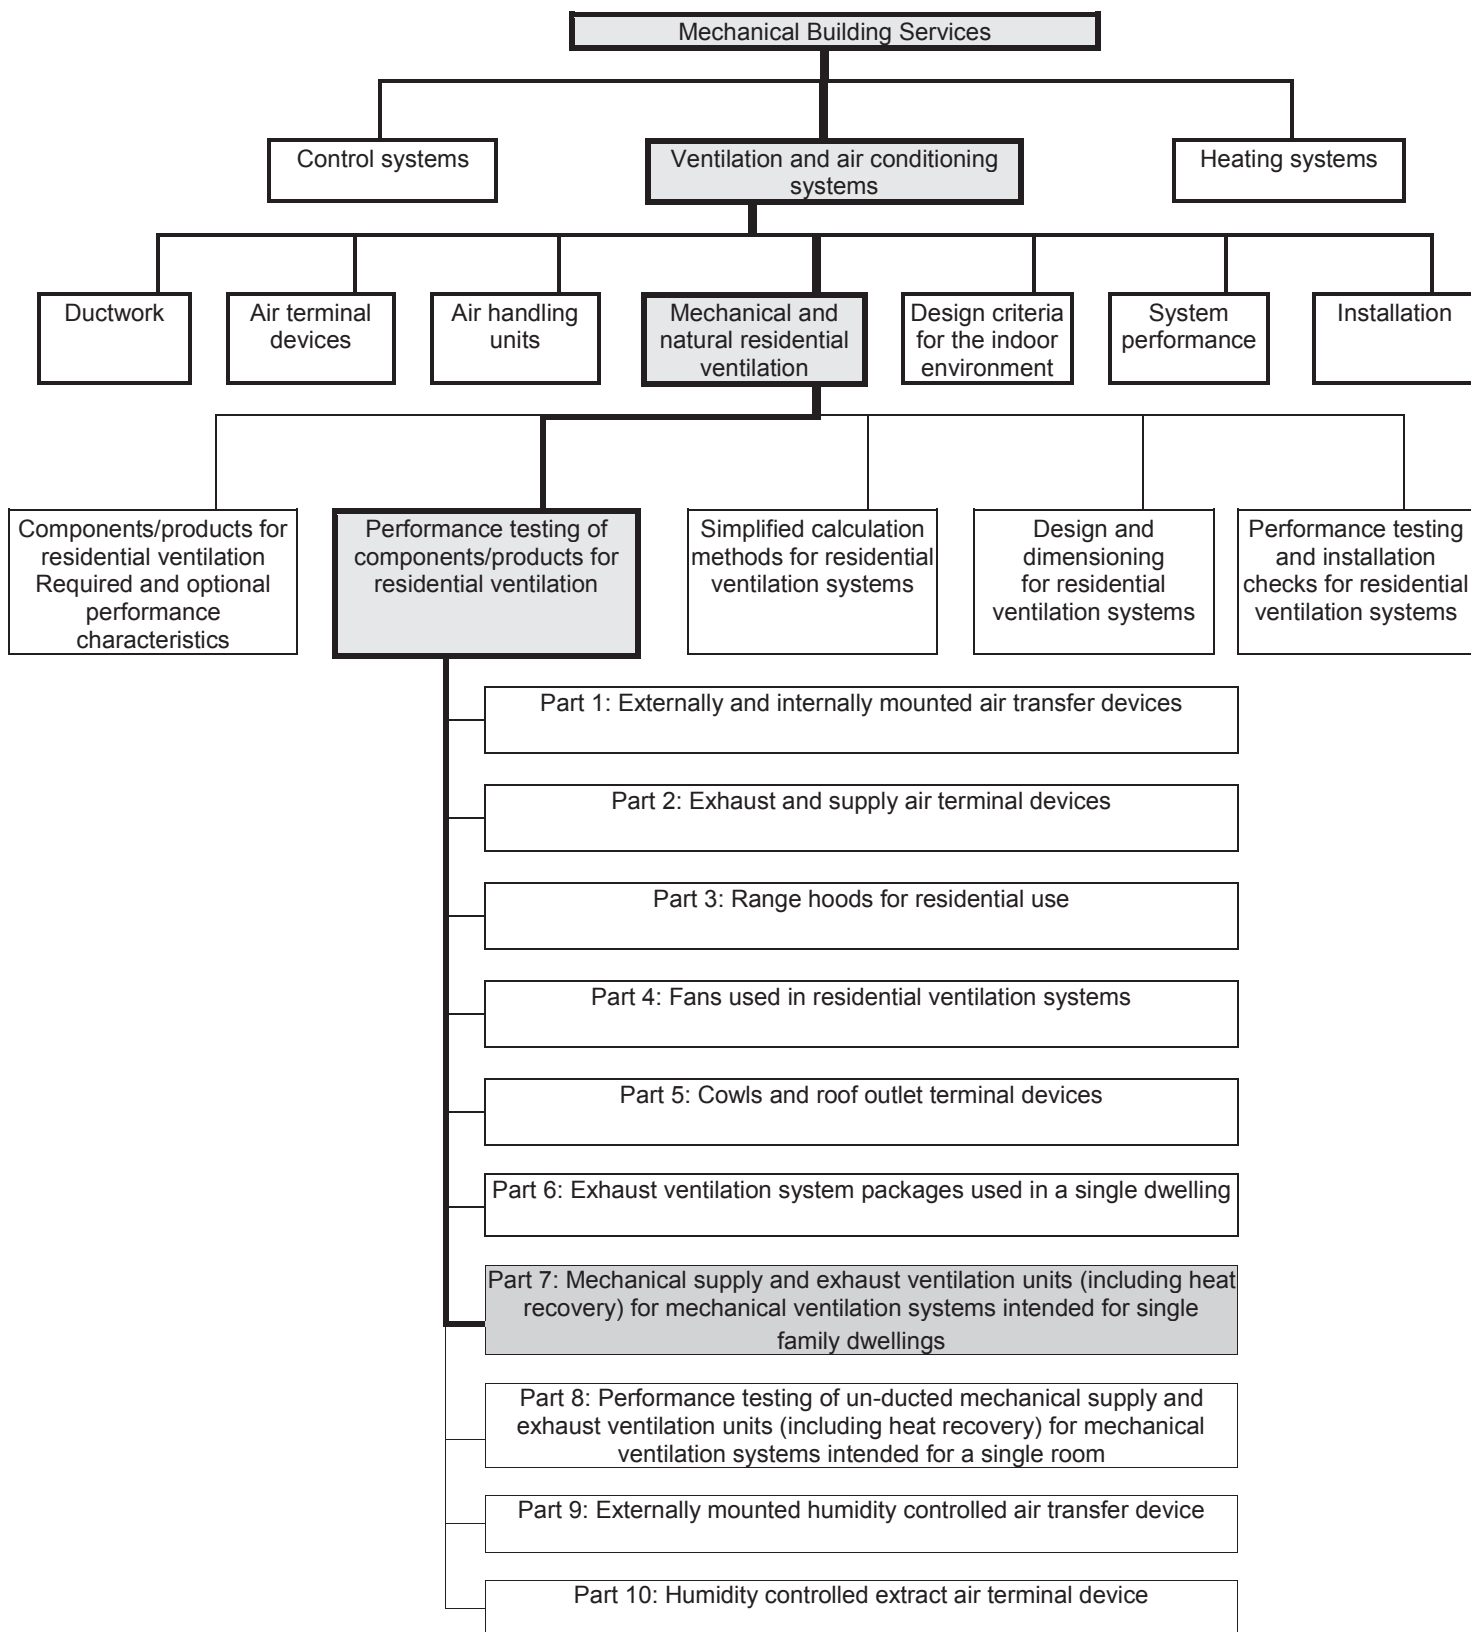 Mechanical Building Services
Control systems
Ventilation and air conditioning
systems
Heating systems
Ductwork
Air terminal
devices
Air handling
units
Mechanical and
natural residential
ventilation
Design criteria
for the indoor
environment
System
performance
Installation
Components/products for
residential ventilation
Required and optional
performance
characteristics
Performance testing of
components/products for
residential ventilation
Simplified calculation
methods for residential
ventilation systems
Design and
dimensioning
for residential
ventilation systems
Performance testing
and installation
checks for residential
ventilation systems
Part 1: Externally and internally mounted air transfer devices
Part 2: Exhaust and supply air terminal devices
Part 3: Range hoods for residential use
Part 4: Fans used in residential ventilation systems
Part 5: Cowls and roof outlet terminal devices
Part 6: Exhaust ventilation system packages used in a single dwelling
Part 7: Mechanical supply and exhaust ventilation units (including heat
recovery) for mechanical ventilation systems intended for single
family dwellings
Part 8: Performance testing of un-ducted mechanical supply and
exhaust ventilation units (including heat recovery) for mechanical
ventilation systems intended for a single room
Part 9: Externally mounted humidity controlled air transfer device
Part 10: Humidity controlled extract air terminal device